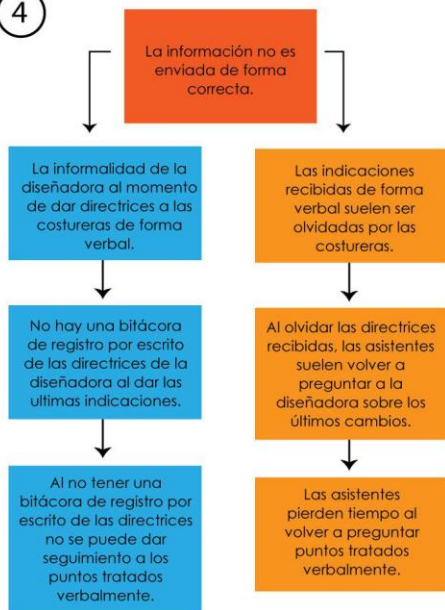 4
La información no es
enviada de forma
correcta.
La informalidad de la
diseñadora al momento
de dar directrices a las
costureras de forma
verbal.
No hay una bitácora
de registro por escrito
de las directrices de la
diseñadora al dar las
ultimas indicaciones.
Al no tener una
bitácora de registro por
escrito de las directrices
no se puede dar
seguimiento a los
puntos tratados
verbalmente.
Las indicaciones
recibidas de forma
verbal suelen ser
olvidadas por las
costureras.
Al olvidar las directrices
recibidas, las asistentes
suelen volver a
preguntar a la
diseñadora sobre los
últimos cambios.
Las asistentes
pierden tiempo al
volver a preguntar
puntos tratados
verbalmente.